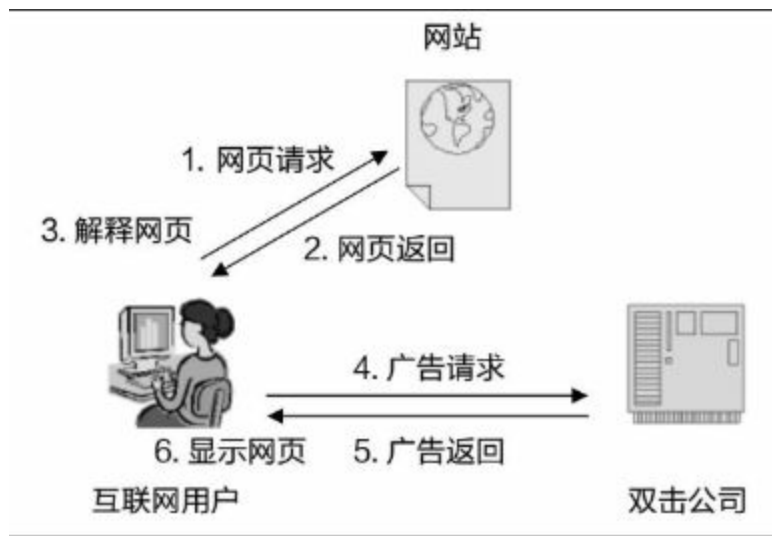 网站
1. 网页请求
3. 解释网页
2. 网页返回
4. 广告请求
6. 显示网页
5. 广告返回
互联网用户
双击公司